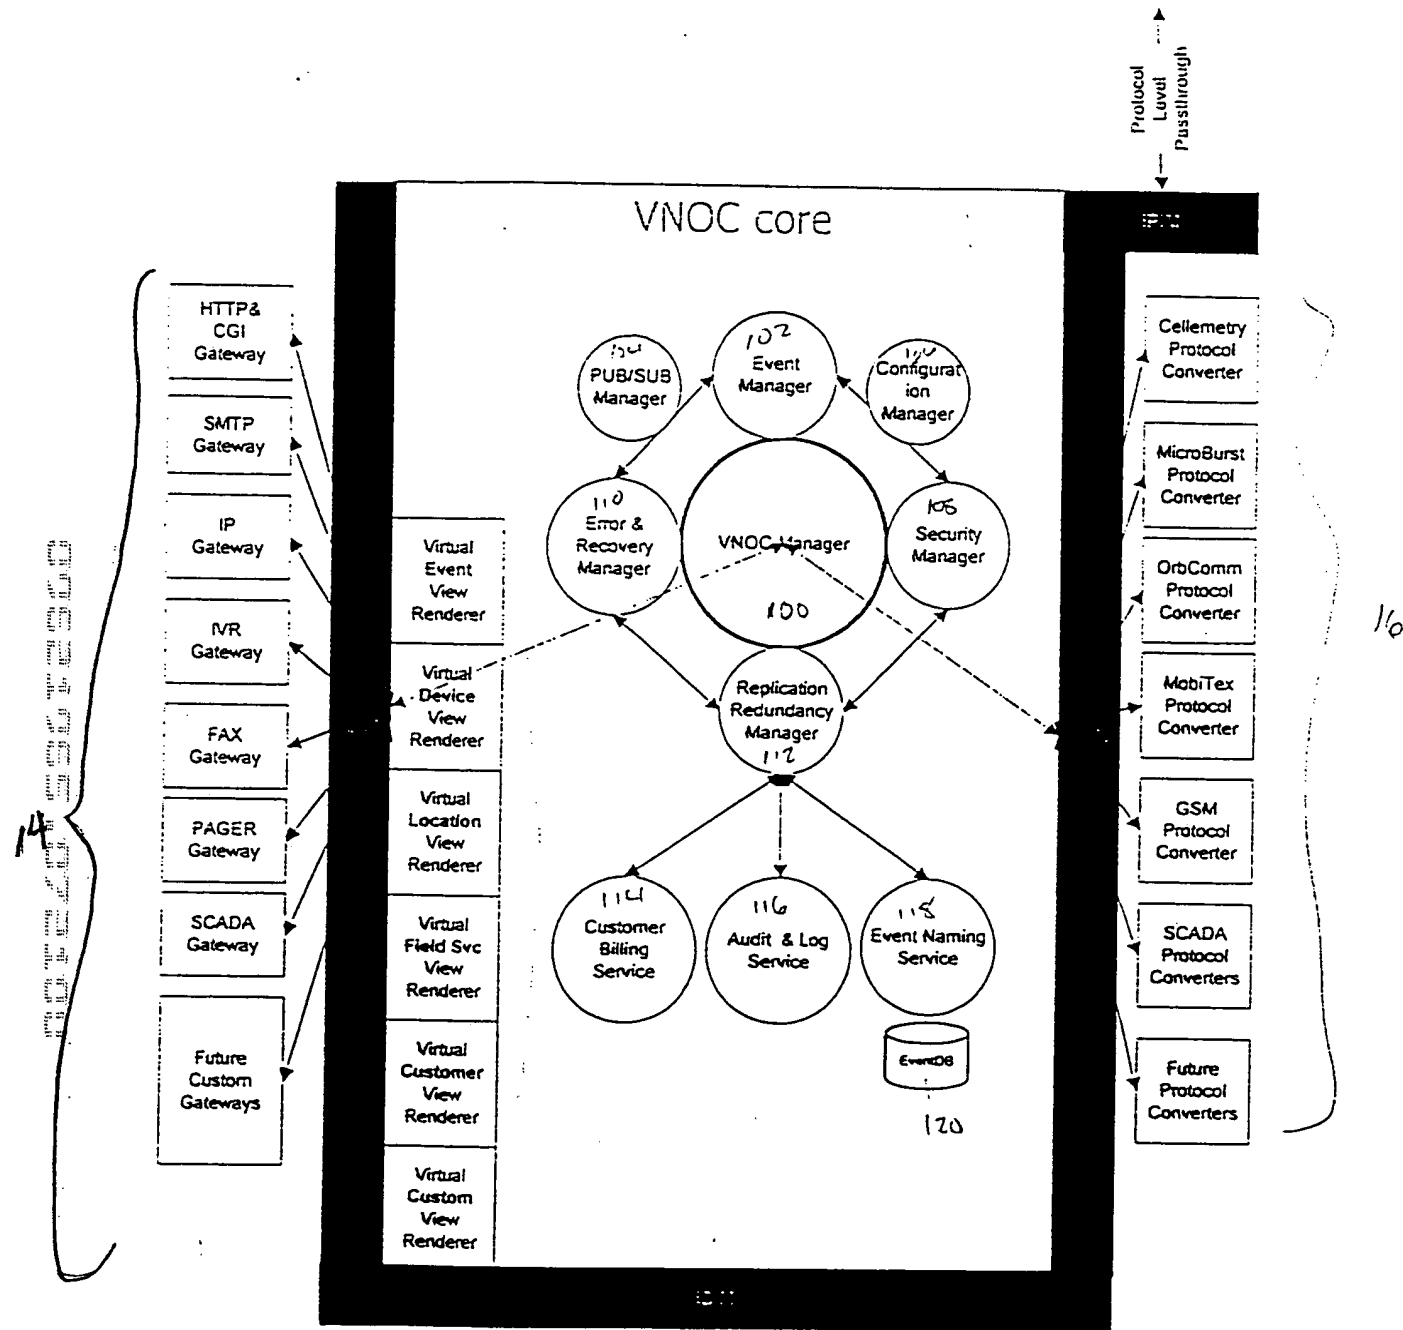 Protocol
Level
Passthrough
VNOC core
HTTP&
CGI
Gateway
SMTP
Gateway
IP
Gateway
IVR
Gateway
FAX
Gateway
PAGER
Gateway
SCADA
Gateway
Future
Custom
Gateways
14
Virtual
Event
View
Renderer
Virtual
Device
View
Renderer
Virtual
Location
View
Renderer
Virtual
Field Svc
View
Renderer
Virtual
Customer
View
Renderer
Virtual
Custom
View
Renderer
PUB/SUB
Manager
102
Event
Manager
Configurat
ion
Manager
110
Error &
Recovery
Manager
VNOC Manager
100
108
Security
Manager
Replication
Redundancy
Manager
112
114
Customer
Billing
Service
116
Audit & Log
Service
118
Event Naming
Service
EventDB
120
Cellemetry
Protocol
Converter
MicroBurst
Protocol
Converter
OrbComm
Protocol
Converter
MobiTex
Protocol
Converter
GSM
Protocol
Converter
SCADA
Protocol
Converters
Future
Protocol
Converters
16